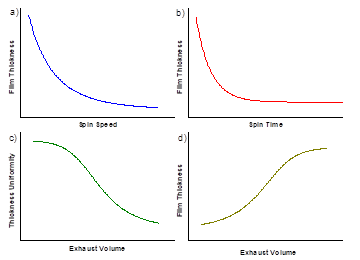 a)
Film Thickness
Spin Speed
b)
Film Thickness
Spin Time
c)
Thickness Uniformity
Exhaust Volume
d)
Film Thickness
Exhaust Volume